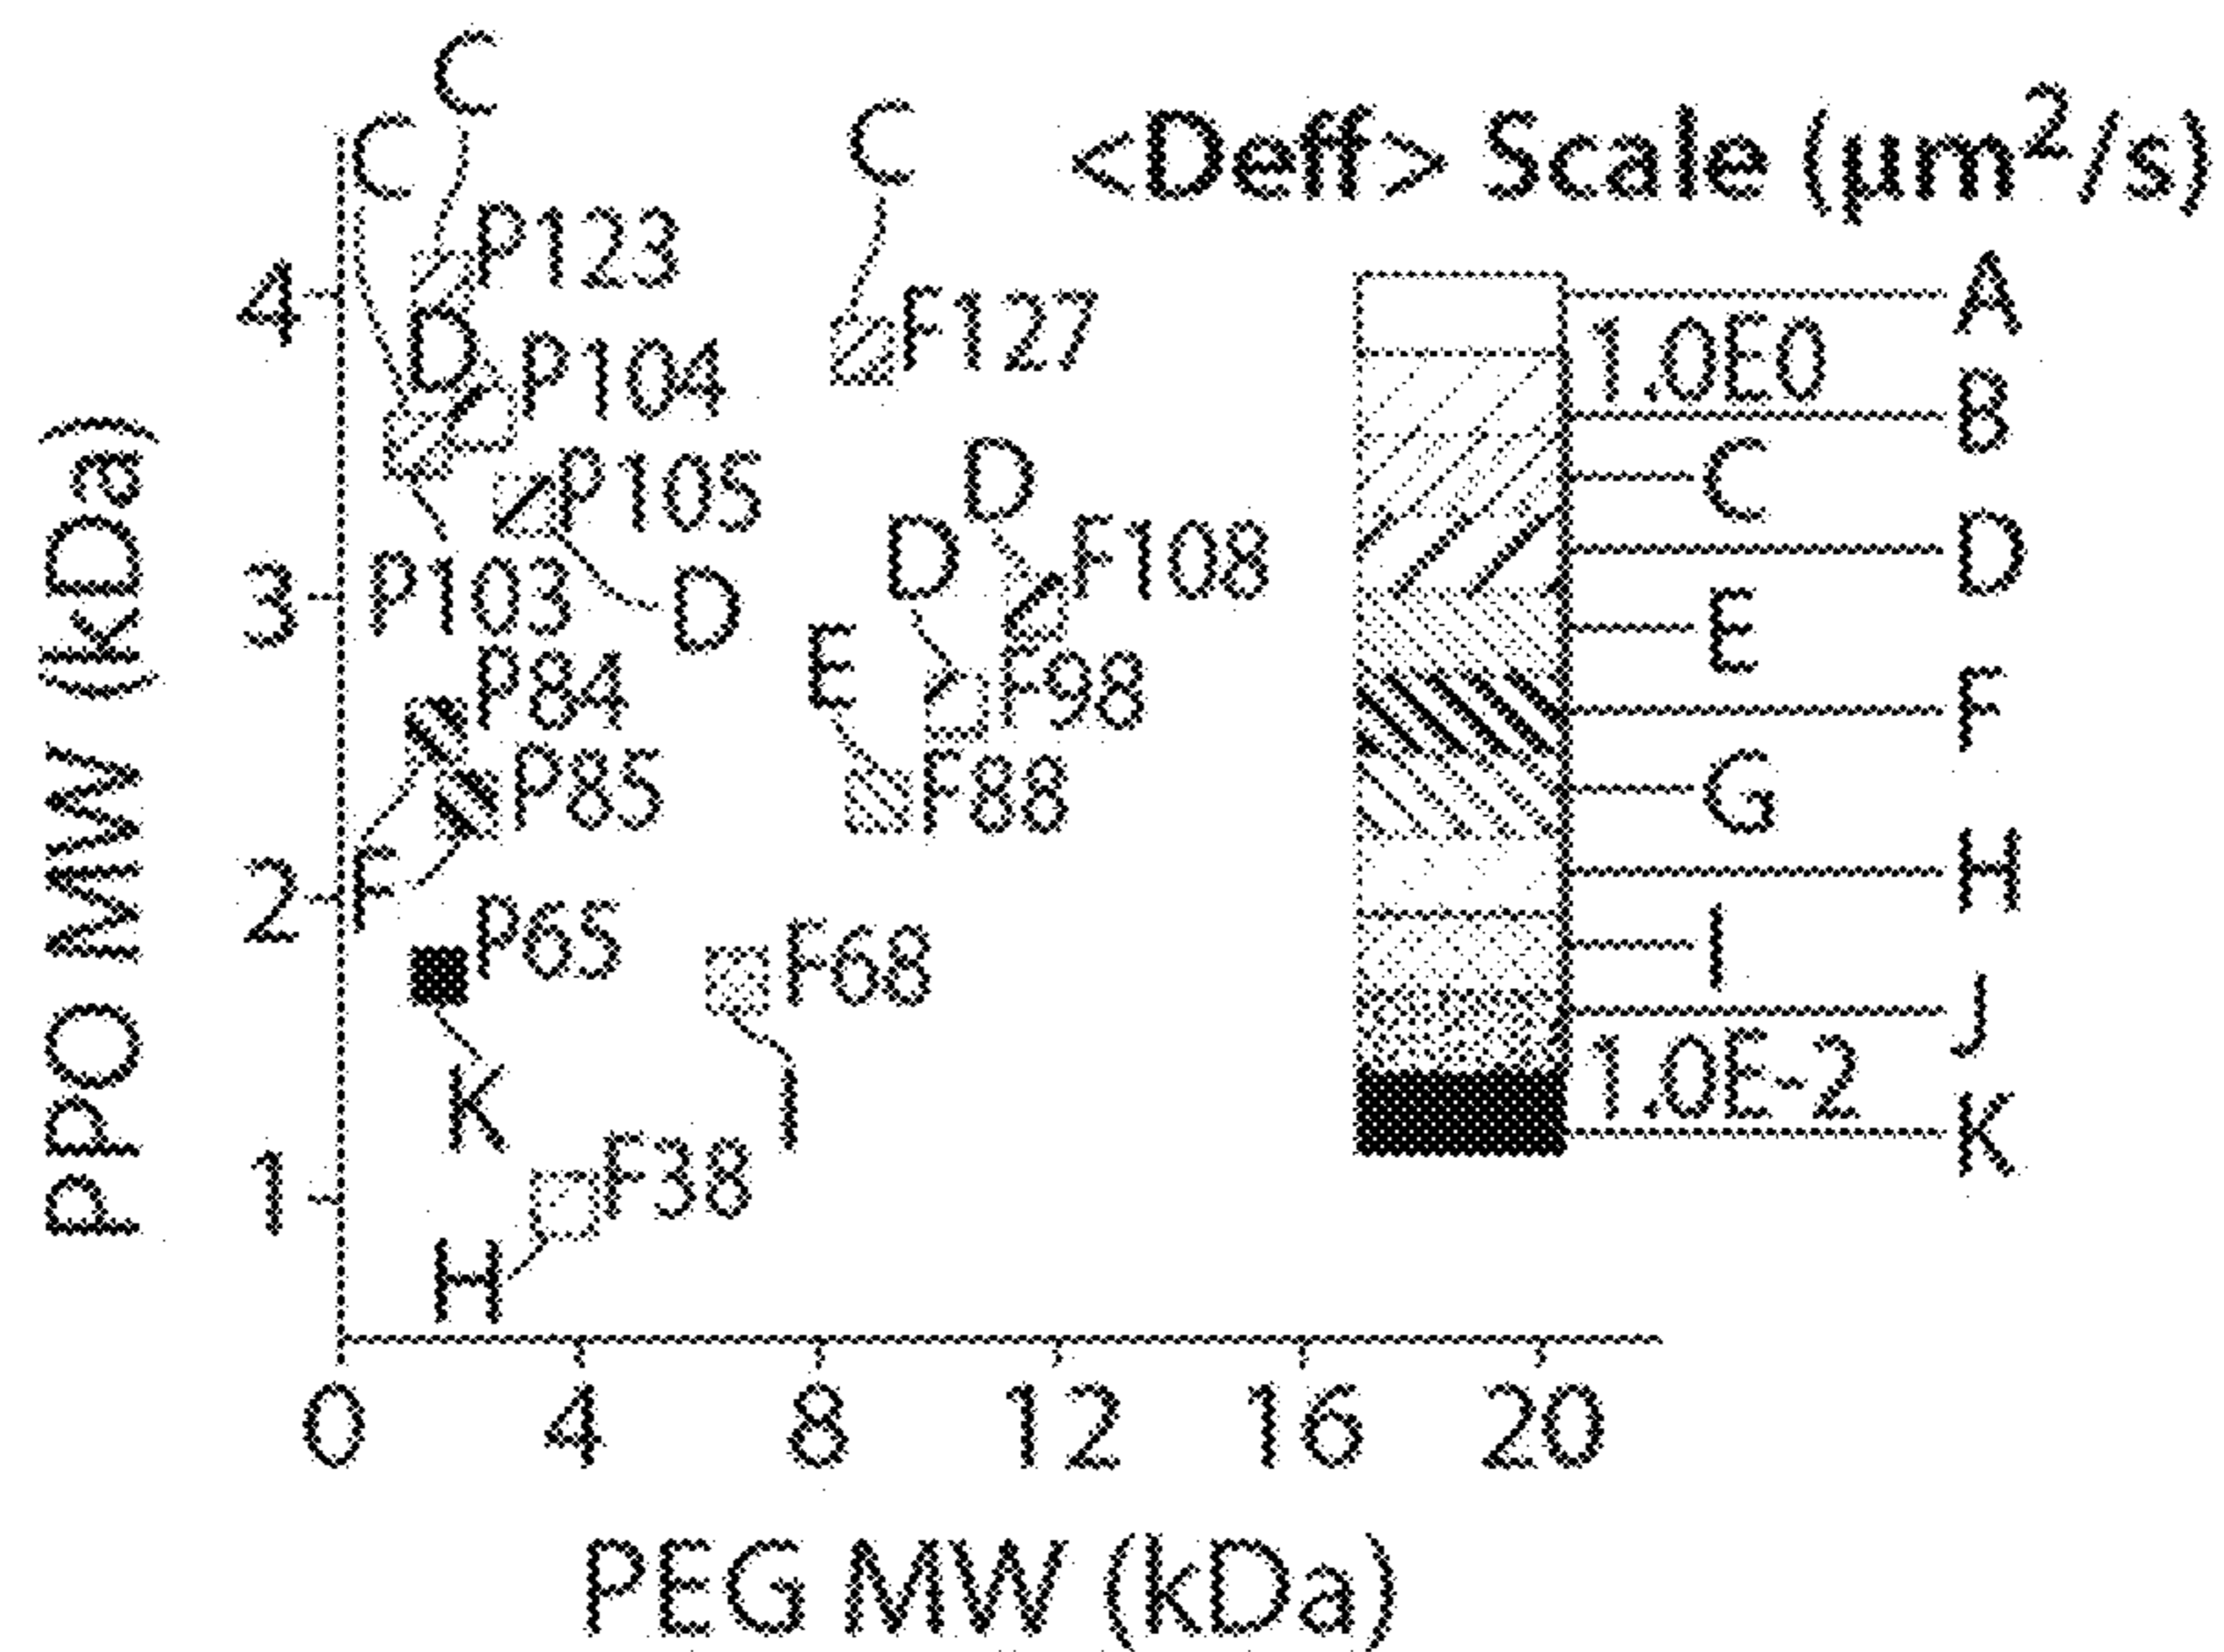 C
C
C
<Deff> Scale (µm²/s)
P123
4
F127
A
1.0E0
D
P104
B
C
P105
D
D
F108
D
3
P103
D
E
E
P84
F98
F
P85
F88
G
2
F
H
P65
F68
I
J
1.0E-2
K
I
K
F38
1
H
0 4 8 12 16 20
PEG MW (kDa)
PPO MW (kDa)